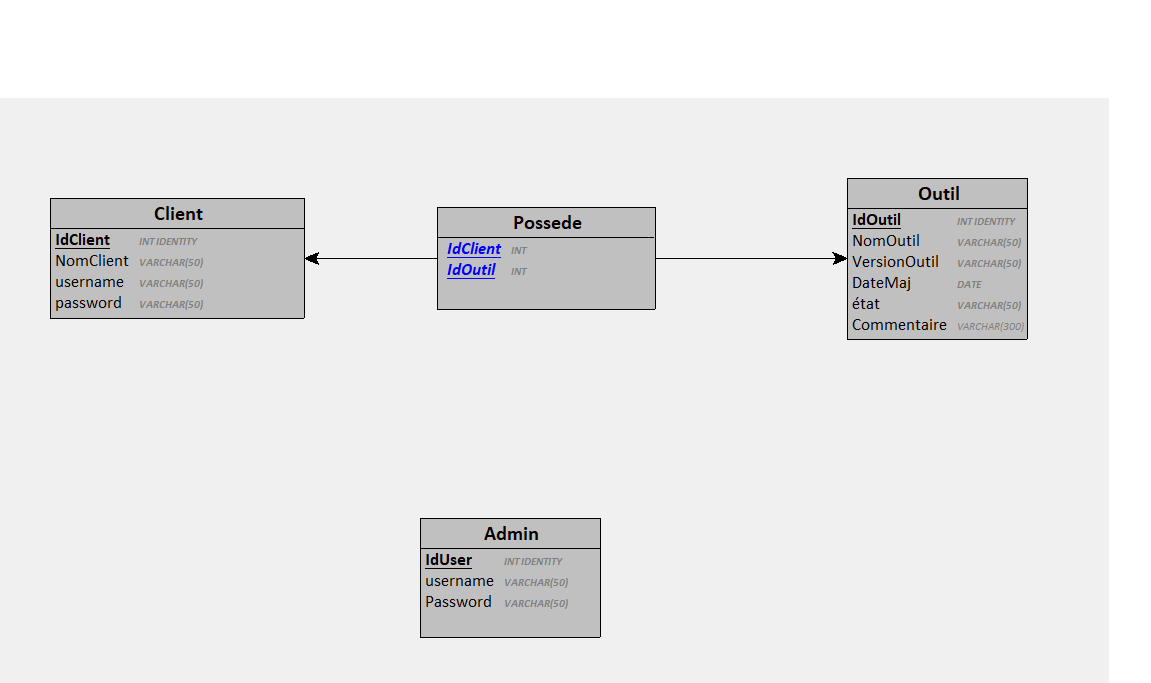 Client
IdClient INT IDENTITY
NomClient VARCHAR(50)
username VARCHAR(50)
password VARCHAR(50)
Possede
IdClient INT
IdOutil INT
Outil
IdOutil INT IDENTITY
NomOutil VARCHAR(50)
VersionOutil VARCHAR(50)
DateMaj DATE
état VARCHAR(50)
Commentaire VARCHAR(300)
Admin
IdUser INT IDENTITY
username VARCHAR(50)
Password VARCHAR(50)